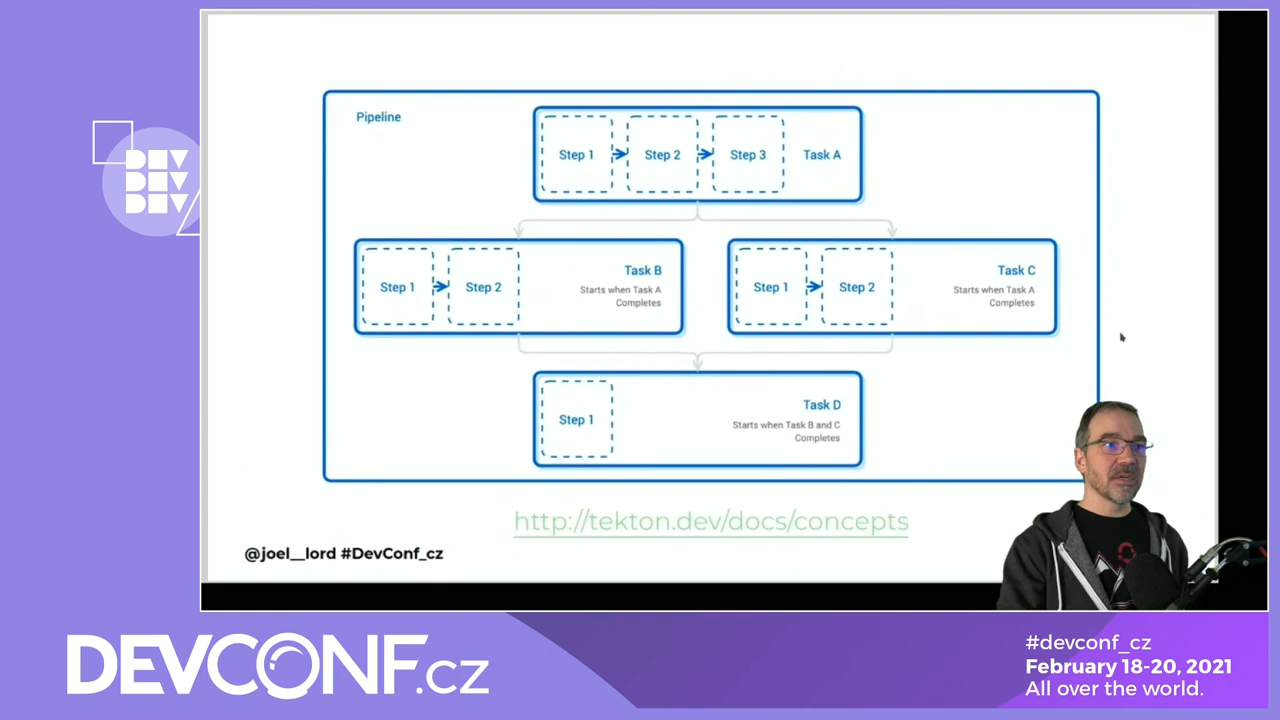 DEV
DEV
DEV
Pipeline
Step 1
Step 2
Step 3
Task A
Step 1
Step 2
Task B
Starts when Task A
Completes
Step 1
Step 2
Task C
Starts when Task A
Completes
Step 1
Task D
Starts when Task B and C
Completes
http://tekton.dev/docs/concepts
@joel__lord #DevConf_cz
DEVCONF.cz
#devconf_cz
February 18-20, 2021
All over the world.